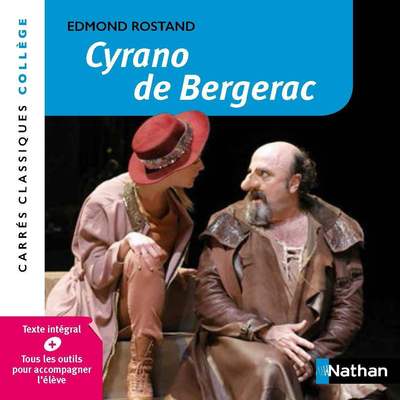 EDMOND ROSTAND
Cyrano
de Bergerac
CARRÉS CLASSIQUES COLLÈGE
Texte intégral
+
Tous les outils
pour accompagner
l'élève
Nathan